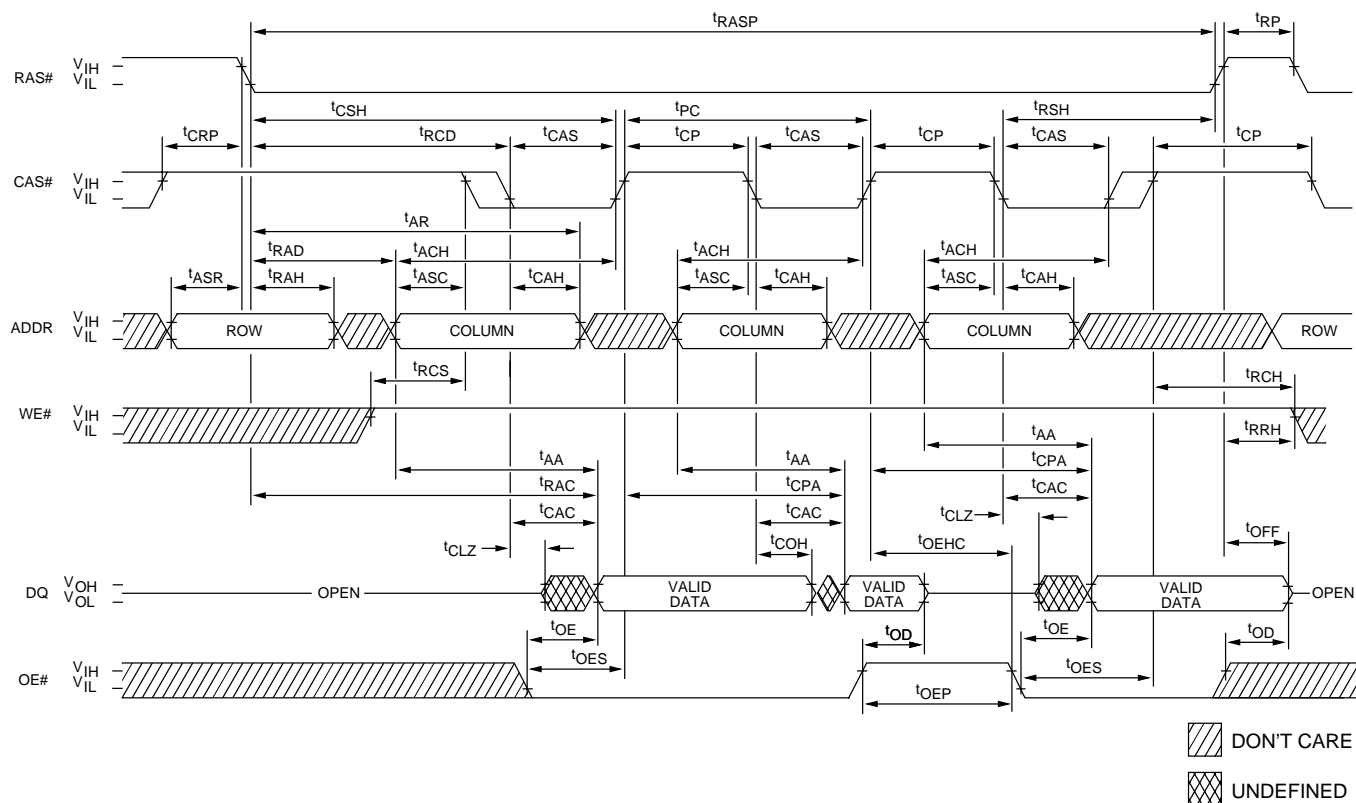 tRASP tRP
RAS# VIH
VIL
tCSH tPC tRSH
tCRP tRCD tCAS tCP tCAS tCP tCAS tCP
CAS# VIH
VIL
tAR
tRAD tACH tACH tACH
tASR tRAH tASC tCAH tASC tCAH tASC tCAH
ADDR VIH
VIL
ROW COLUMN COLUMN COLUMN ROW
tRCS tRCH
WE# VIH
VIL
tRRH
tAA tAA tAA
tRAC tCPA tCPA
tCAC tCAC tCAC
tCLZ tCOH tOEHC tCLZ tOFF
DQ VOH
VOL
OPEN VALID DATA VALID DATA VALID DATA OPEN
tOE tOD tOE tOD
tOES tOES
OE# VIH
VIL
tOEP
DON'T CARE
UNDEFINED